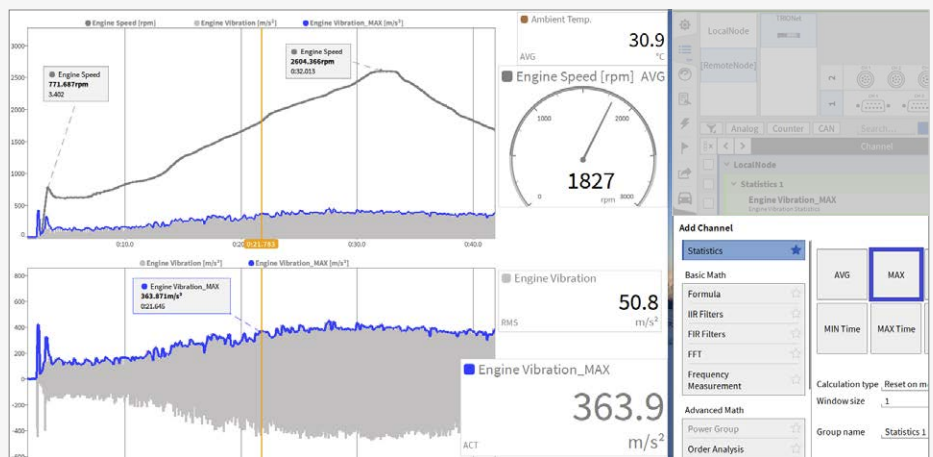 Engine Speed [rpm] Engine Vibration [m/s²] Engine Vibration_MAX [m/s²]
3000
2500
2000
1500
1000
500
0
Engine Speed
771.687rpm
3.402
Engine Speed
2604.366rpm
0:32.013
0:10.0
0:21.783
0:30.0
0:40.0
Engine Vibration [m/s²] Engine Vibration_MAX [m/s²]
800
600
400
200
0
-200
-400
-600
Engine Vibration_MAX
363.871m/s²
0:21.645
Ambient Temp.
30.9
AVG °C
Engine Speed [rpm] AVG
1000 2000
1827
0 rpm 3000
Engine Vibration
50.8
RMS m/s²
Engine Vibration_MAX
363.9
ACT m/s²
LocalNode
[RemoteNode]
Analog Counter CAN Search...
Channel
LocalNode
Statistics 1
Engine Vibration_MAX
Engine Vibration Statistics
Add Channel
Statistics
Basic Math
Formula
IIR Filters
FIR Filters
FFT
Frequency
Measurement
Advanced Math
Power Group
Order Analysis
AVG MAX
MIN Time MAX Time
Calculation type Reset on m
Window size 1
Group name Statistics 1